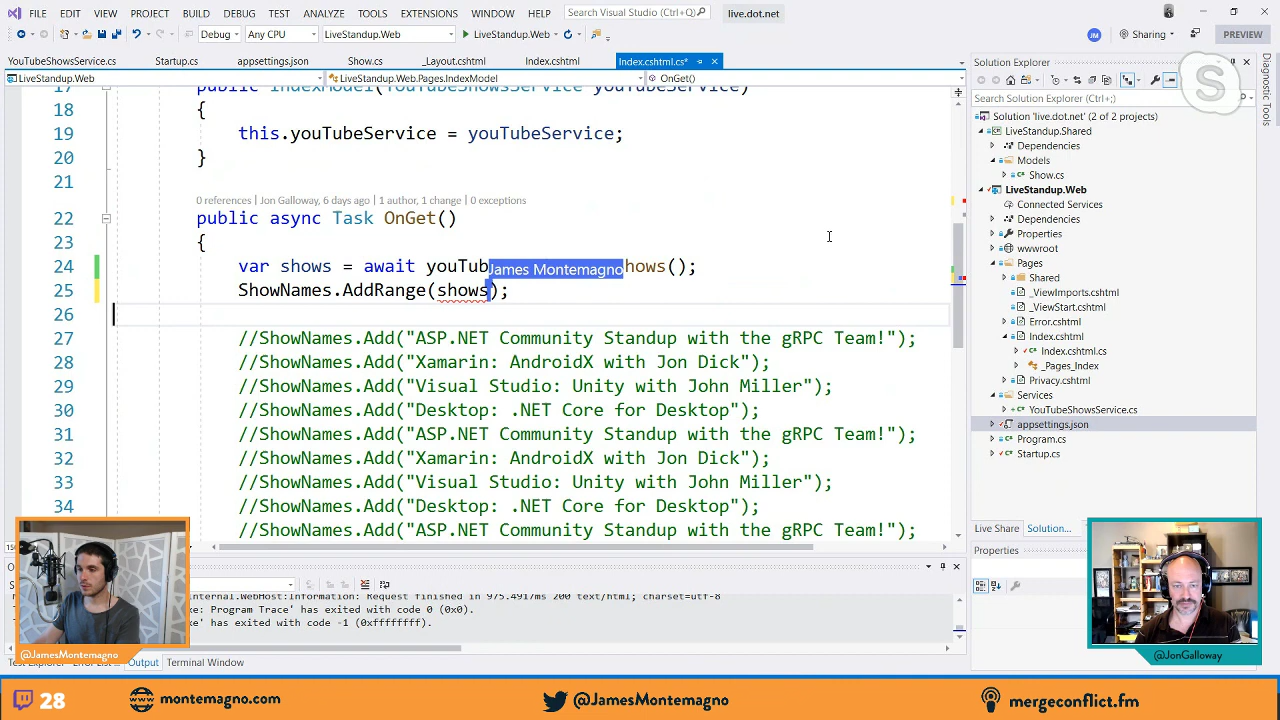 FILE EDIT VIEW PROJECT BUILD DEBUG TEST ANALYZE TOOLS EXTENSIONS WINDOW HELP Search Visual Studio (Ctrl+;) live.dot.net
Debug Any CPU LiveStandup.Web LiveStandup.Web JM Sharing PREVIEW
YouTubeShowsService.cs Startup.cs appsettings.json Show.cs _Layout.cshtml Index.cshtml Index.cshtml.cs*
LiveStandup.Web LiveStandup.Web.Pages.IndexModel OnGet()
17 public IndexModel(YouTubeShowsService youTubeService)
18 {
19 this.youTubeService = youTubeService;
20 }
21
0 references | Jon Galloway, 6 days ago | 1 author, 1 change | 0 exceptions
22 public async Task OnGet()
23 {
24 var shows = await youTub James Montemagno hows();
25 ShowNames.AddRange(shows);
26
27 //ShowNames.Add("ASP.NET Community Standup with the gRPC Team!");
28 //ShowNames.Add("Xamarin: AndroidX with Jon Dick");
29 //ShowNames.Add("Visual Studio: Unity with John Miller");
30 //ShowNames.Add("Desktop: .NET Core for Desktop");
31 //ShowNames.Add("ASP.NET Community Standup with the gRPC Team!");
32 //ShowNames.Add("Xamarin: AndroidX with Jon Dick");
33 //ShowNames.Add("Visual Studio: Unity with John Miller");
34 //ShowNames.Add("Desktop: .NET Core for Desktop");
//ShowNames.Add("ASP.NET Community Standup with the gRPC Team!");
Solution Explorer
Search Solution Explorer (Ctrl+;)
Solution 'live.dot.net' (2 of 2 projects)
LiveStandup.Shared
Dependencies
Models
Show.cs
LiveStandup.Web
Connected Services
Dependencies
Properties
wwwroot
Pages
Shared
_ViewImports.cshtml
_ViewStart.cshtml
Error.cshtml
Index.cshtml
Index.cshtml.cs
_Pages_Index
Privacy.cshtml
Services
YouTubeShowsService.cs
appsettings.json
Program.cs
Startup.cs
Live Share Solution...
Properties
Diagnostic Tools
nternal.WebHost:Information: Request finished in 200 text/html; charset=utf-8
: Program Trace' has exited with code 0 (0x0).
' has exited with code -1 (0xffffffff).
Output Terminal Window
@JamesMontemagno
@JonGalloway
28 montemagno.com @JamesMontemagno mergeconflict.fm